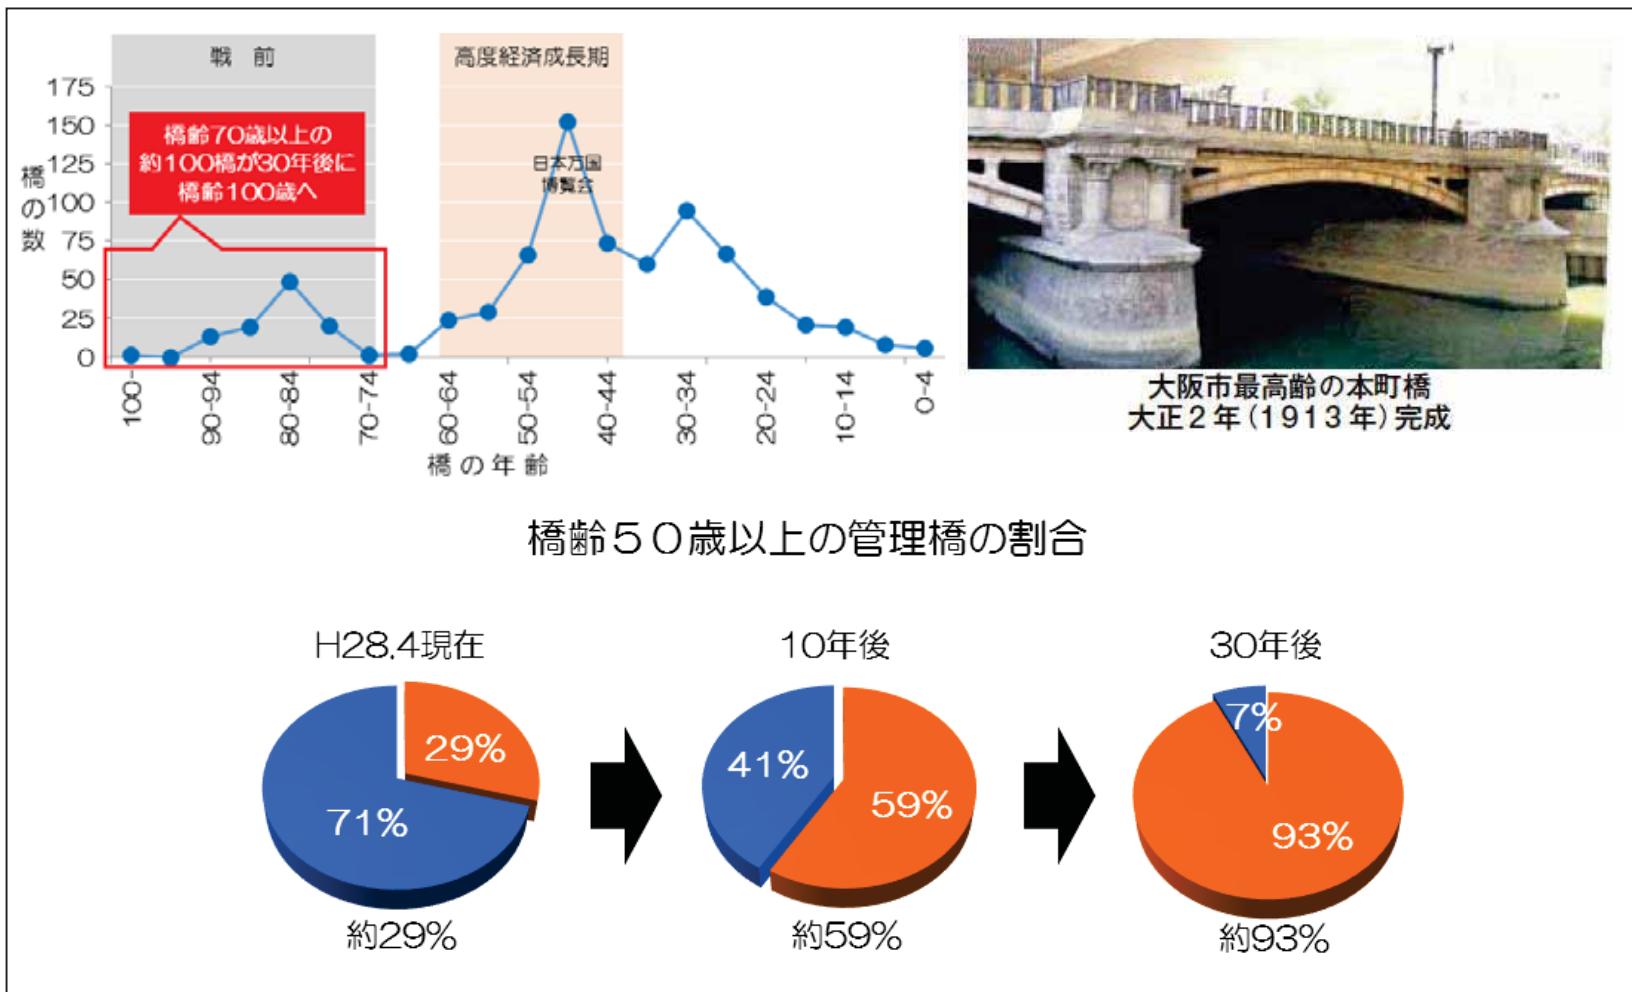 戦 前
高度経済成長期
橋の数
175
150
125
100
75
50
25
0
橋齢70歳以上の
約100橋が30年後に
橋齢100歳へ
日本万国
博覧会
100
90-94
80-84
70-74
60-64
50-54
40-44
30-34
20-24
10-14
0-4
橋の年齢
大阪市最高齢の本町橋
大正2年(1913年)完成
橋齢50歳以上の管理橋の割合
H28.4現在
10年後
30年後
29%
71%
41%
59%
7%
93%
約29%
約59%
約93%